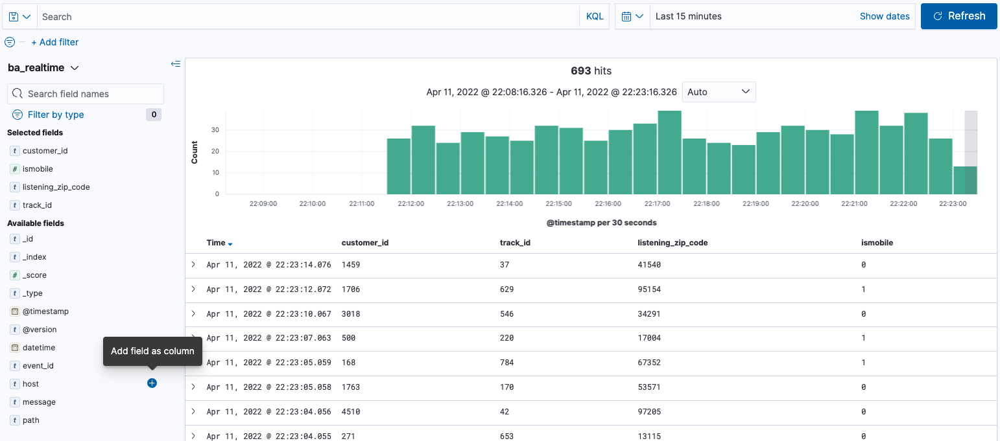 Search KQL Last 15 minutes Show dates Refresh
+ Add filter
ba_realtime
Search field names
Filter by type 0
Selected fields
t customer_id
# ismobile
t listening_zip_code
t track_id
Available fields
t _id
t _index
# _score
t _type
@timestamp
t @version
datetime
t event_id
t host
t message
t path
Add field as column
693 hits
Apr 11, 2022 @ 22:08:16.326 - Apr 11, 2022 @ 22:23:16.326 Auto
Count
30
20
10
0
22:09:00 22:10:00 22:11:00 22:12:00 22:13:00 22:14:00 22:15:00 22:16:00 22:17:00 22:18:00 22:19:00 22:20:00 22:21:00 22:22:00 22:23:00
@timestamp per 30 seconds
Time customer_id track_id listening_zip_code ismobile
Apr 11, 2022 @ 22:23:14.076 1459 37 41540 0
Apr 11, 2022 @ 22:23:12.072 1706 629 95154 1
Apr 11, 2022 @ 22:23:10.067 3018 546 34291 0
Apr 11, 2022 @ 22:23:07.063 500 220 17004 1
Apr 11, 2022 @ 22:23:05.059 168 784 67352 1
Apr 11, 2022 @ 22:23:05.058 1763 170 53571 0
Apr 11, 2022 @ 22:23:04.056 4510 42 97205 0
Apr 11, 2022 @ 22:23:04.055 271 653 13115 0